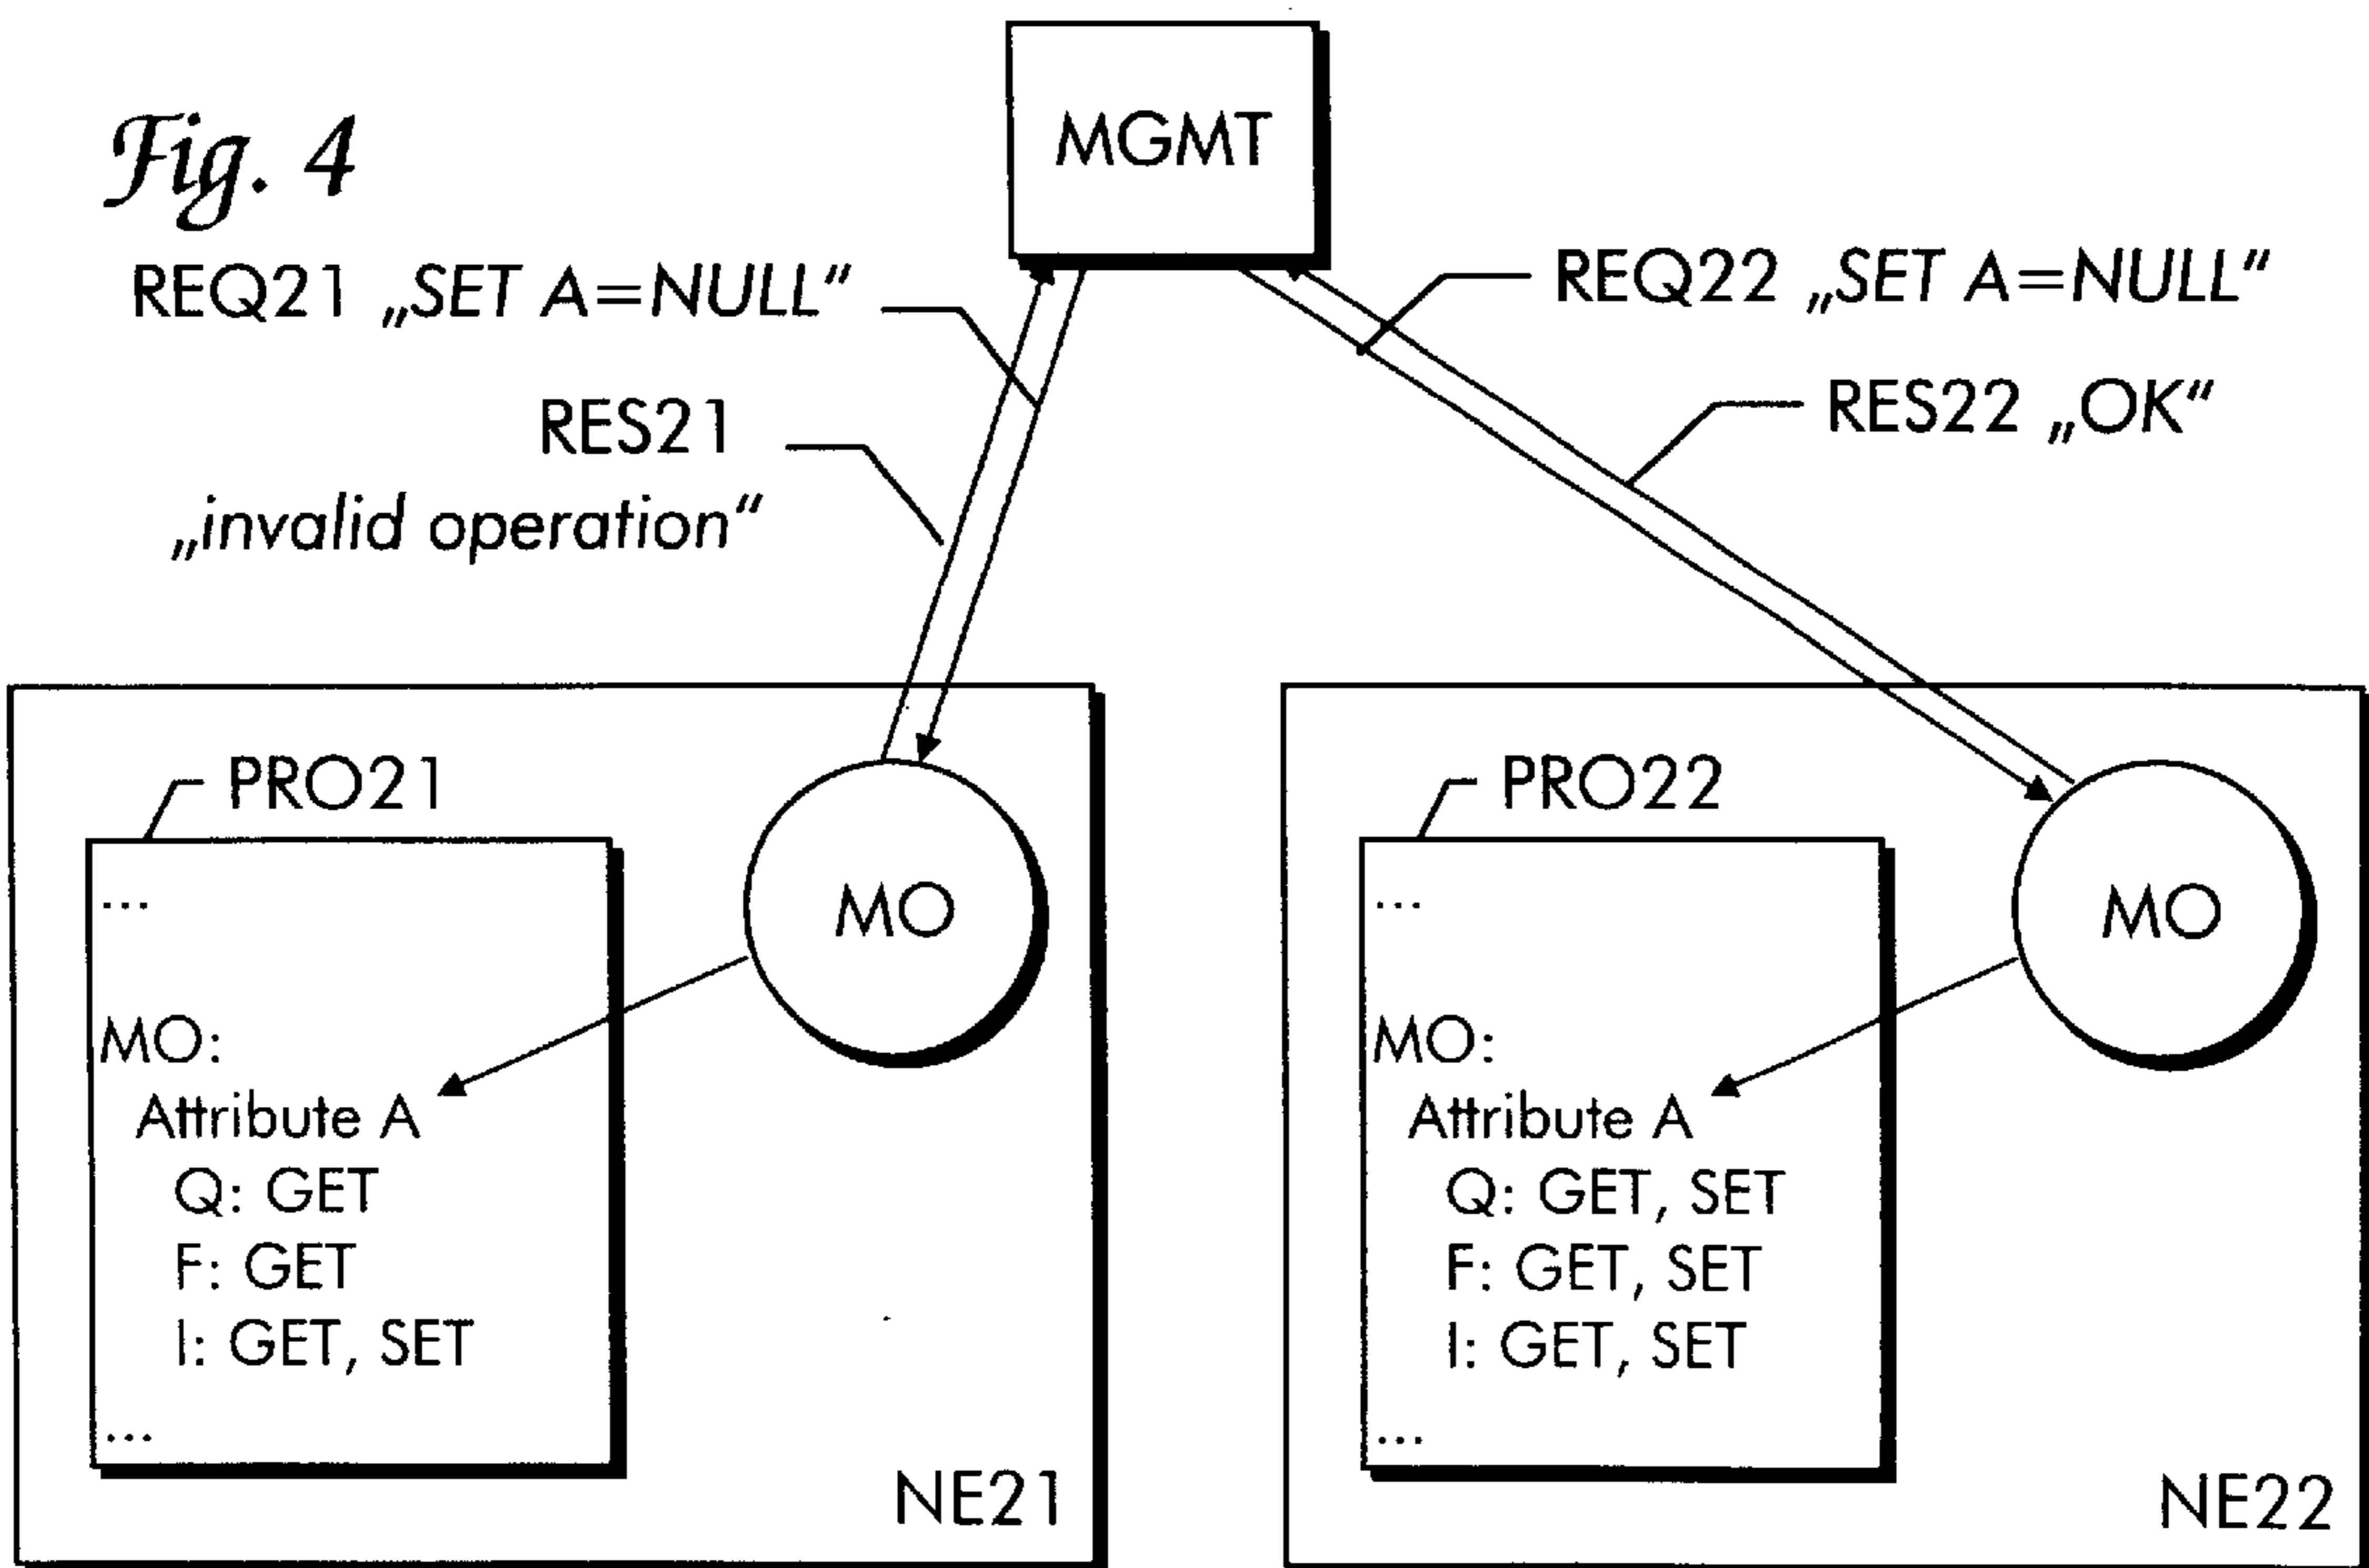 Fig. 4
MGMT
REQ21 „SET A=NULL“
RES21
„invalid operation“
REQ22 „SET A=NULL“
RES22 „OK“
PRO21
...
MO:
Attribute A
Q: GET
F: GET
I: GET, SET
...
MO
NE21
PRO22
...
MO:
Attribute A
Q: GET, SET
F: GET, SET
I: GET, SET
...
MO
NE22